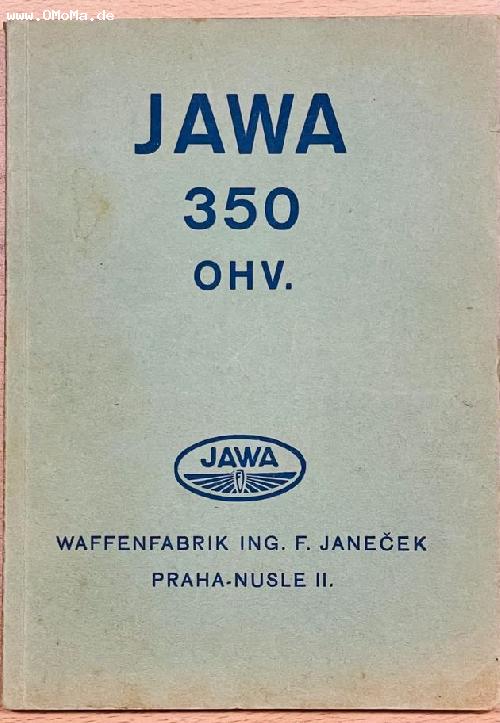 www.OMoMa.de
JAWA
350
OHV.
JAWA
WAFFENFABRIK ING. F. JANEČEK
PRAHA-NUSLE II.